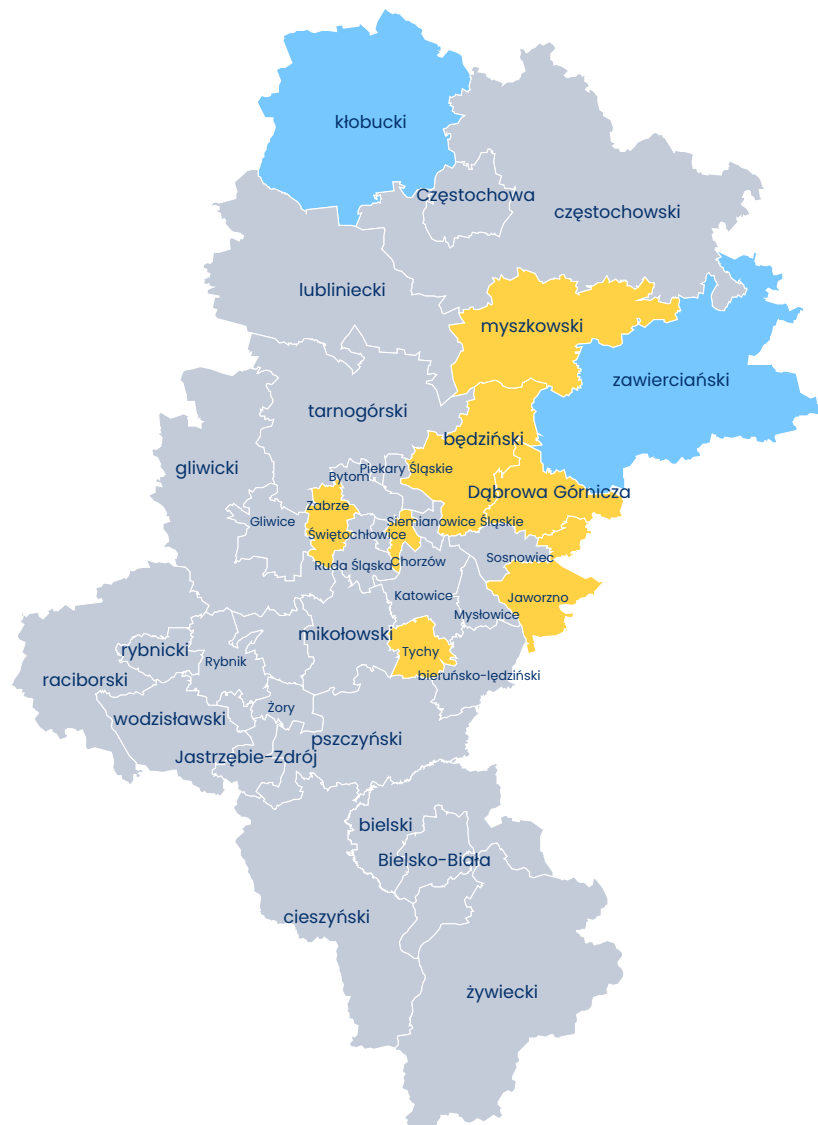 kłobucki
Częstochowa
częstochowski
lubliniecki
myszkowski
zawierciański
tarnogórski
będziński
gliwicki
Piekary Śląskie
Bytom
Dąbrowa Górnicza
Zabrze
Gliwice
Siemianowice Śląskie
Świętochłowice
Sosnowiec
Ruda Śląska
Chorzów
Katowice
Jaworzno
Mysłowice
mikołowski
rybnicki
Tychy
Rybnik
raciborski
bieruńsko-lędziński
Żory
wodzisławski
pszczyński
Jastrzębie-Zdrój
bielski
Bielsko-Biała
cieszyński
żywiecki